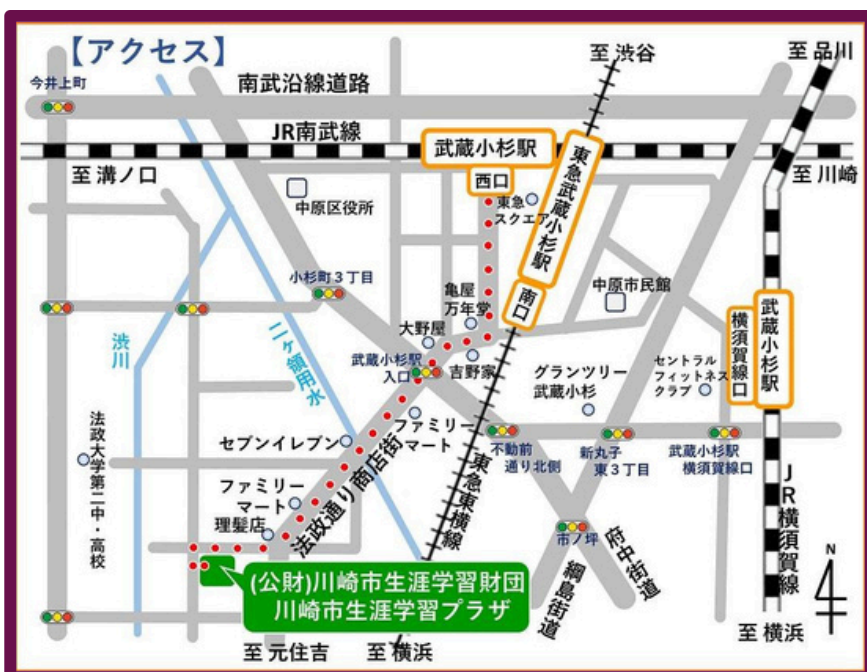 【アクセス】
至 渋谷
至 品川
今井上町
南武沿線道路
JR南武線
武蔵小杉駅
西口
東急武蔵小杉駅
南口
至 溝ノ口
至 川崎
中原区役所
東急
スクエア
小杉町3丁目
亀屋
万年堂
中原市民館
大野屋
横須賀線口
武蔵小杉駅
渋川
二ヶ領用水
武蔵小杉駅
入口
吉野家
グランツリー
武蔵小杉
セントラル
フィットネス
クラブ
ファミリー
マート
セブンイレブン
不動前
通り北側
新丸子
東3丁目
武蔵小杉駅
横須賀線口
法政大学第二中・高校
ファミリー
マート
理髪店
法政通り商店街
東急東横線
JR横須賀線
市ノ坪
府中街道
綱島街道
N
(公財)川崎市生涯学習財団
川崎市生涯学習プラザ
至 元住吉
至 横浜
至 横浜